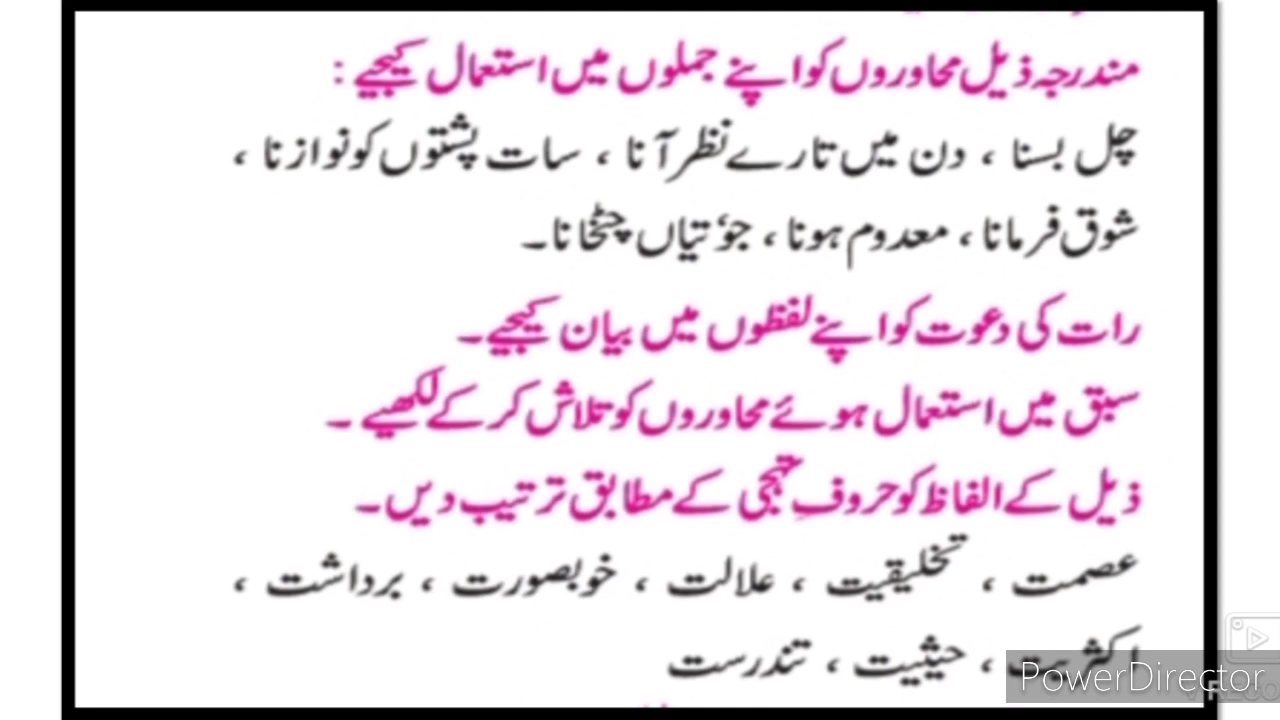 مندرجہ ذیل محاوروں کو اپنے جملوں میں استعمال کیجیے :
چل بسنا ، دن میں تارے نظر آنا ، سات پشتوں کو نوازنا ،
شوق فرمانا ، معدوم ہونا ، جوُتیاں چٹخانا۔
رات کی دعوت کو اپنے لفظوں میں بیان کیجیے۔
سبق میں استعمال ہوئے محاوروں کو تلاش کر کے لکھیے ۔
ذیل کے الفاظ کو حروفِ تہجی کے مطابق ترتیب دیں۔
عصمت ، تخلیقیت ، علالت ، خوبصورت ، برداشت ،
اکثریت ، حیثیت ، تندرست
PowerDirector